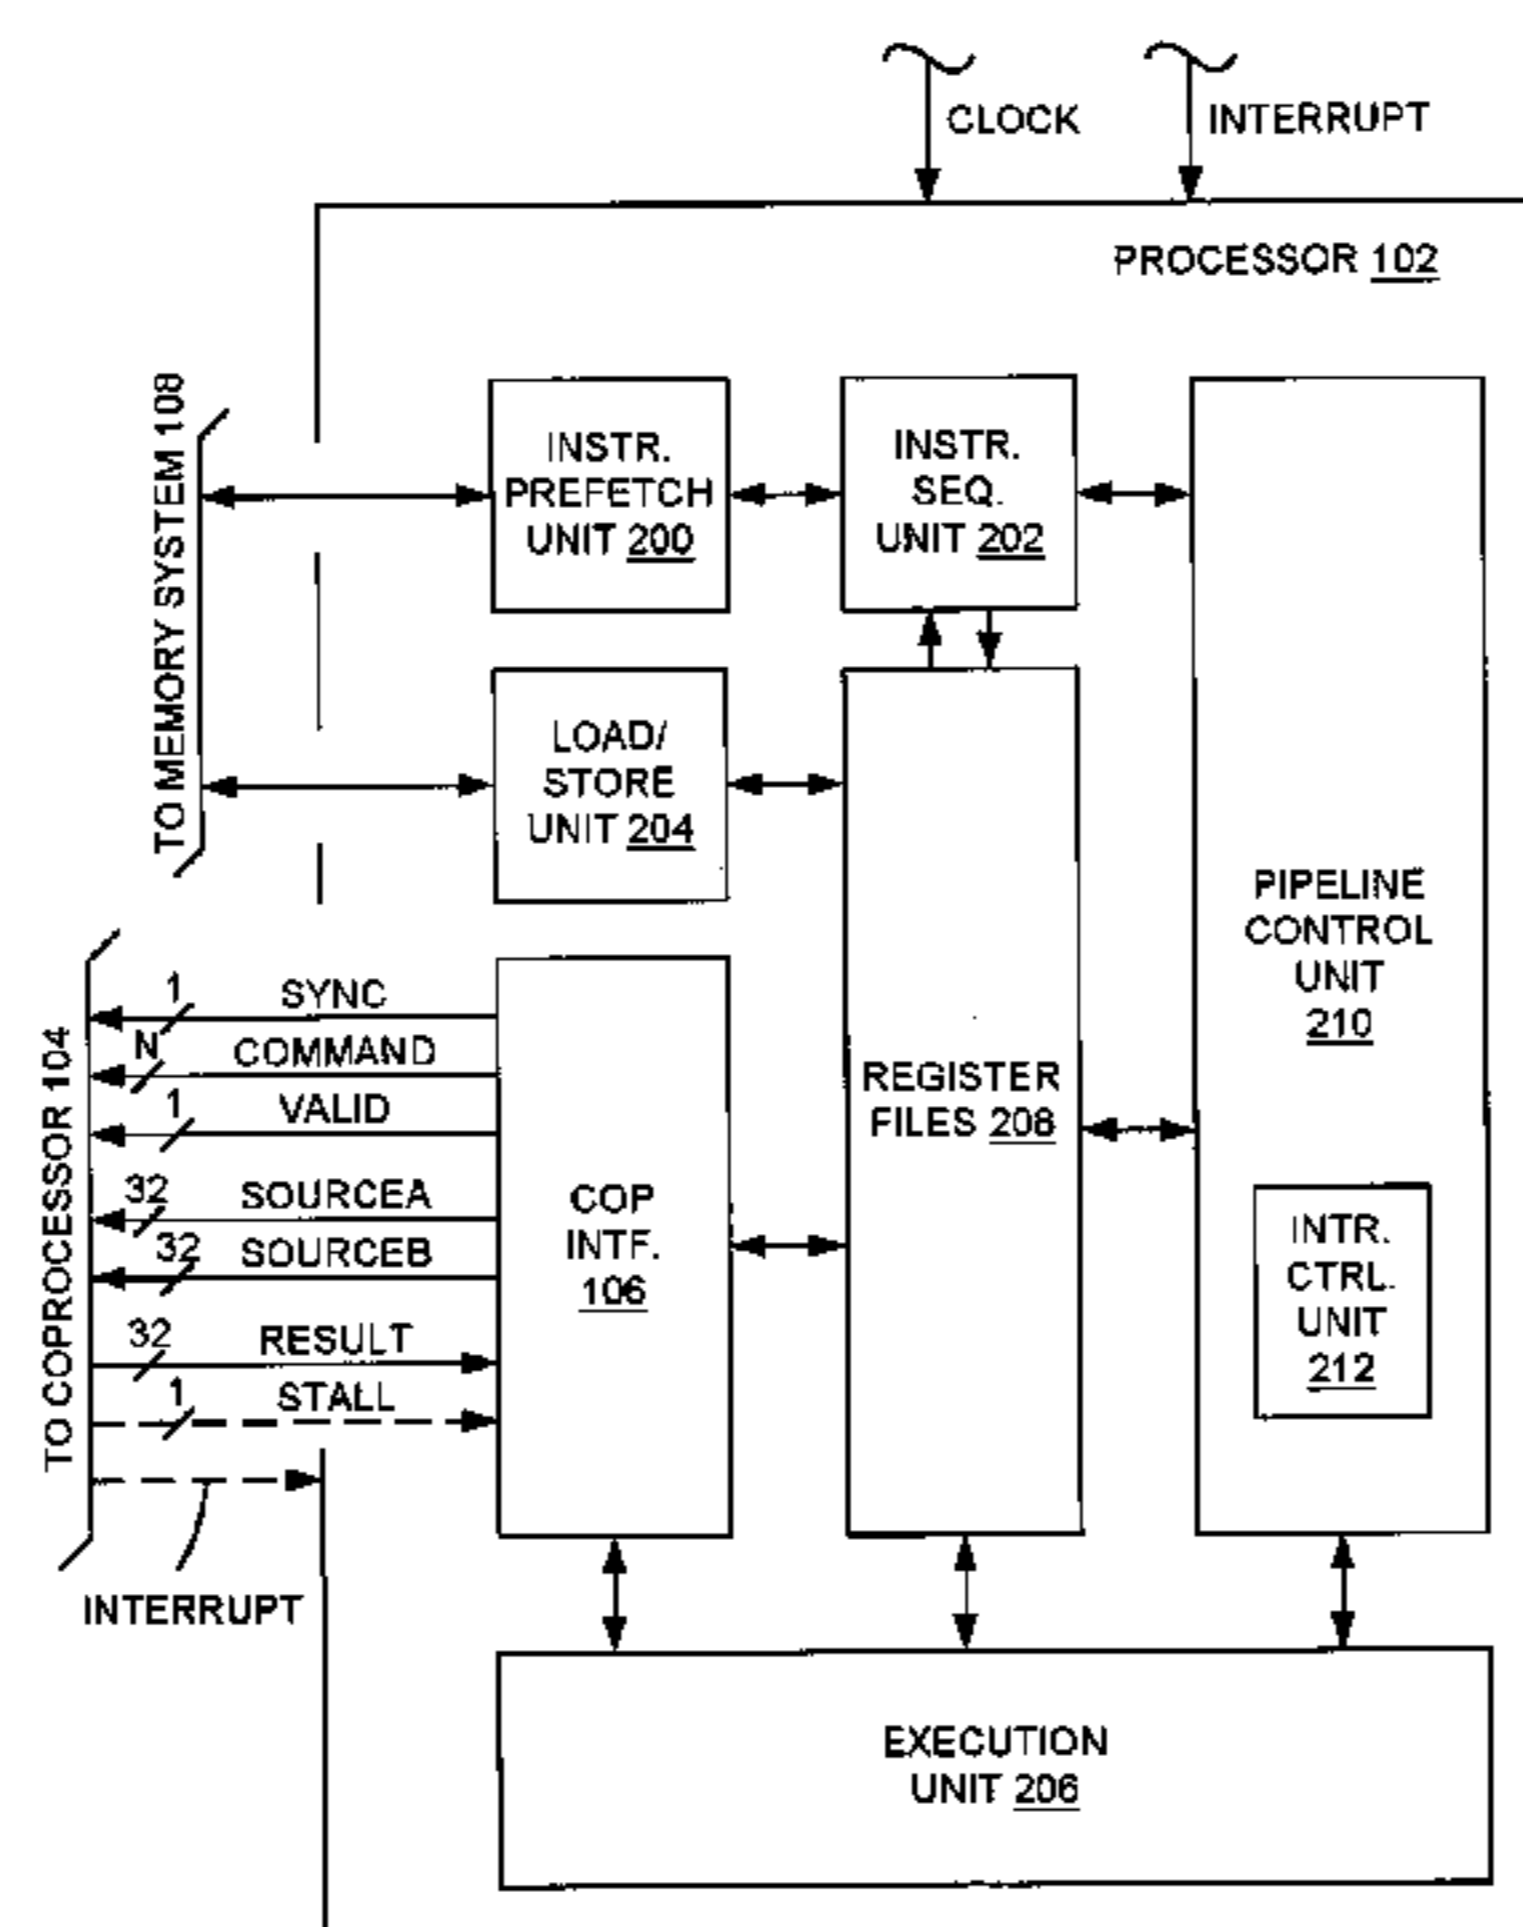 CLOCK
INTERRUPT
PROCESSOR 102
TO MEMORY SYSTEM 108
INSTR.
PREFETCH
UNIT 200
INSTR.
SEQ.
UNIT 202
LOAD/
STORE
UNIT 204
PIPELINE
CONTROL
UNIT
210
TO COPROCESSOR 104
1 SYNC
N COMMAND
1 VALID
32 SOURCEA
32 SOURCEB
32 RESULT
1 STALL
INTERRUPT
COP
INTF.
106
REGISTER
FILES 208
INTR.
CTRL.
UNIT
212
EXECUTION
UNIT 206